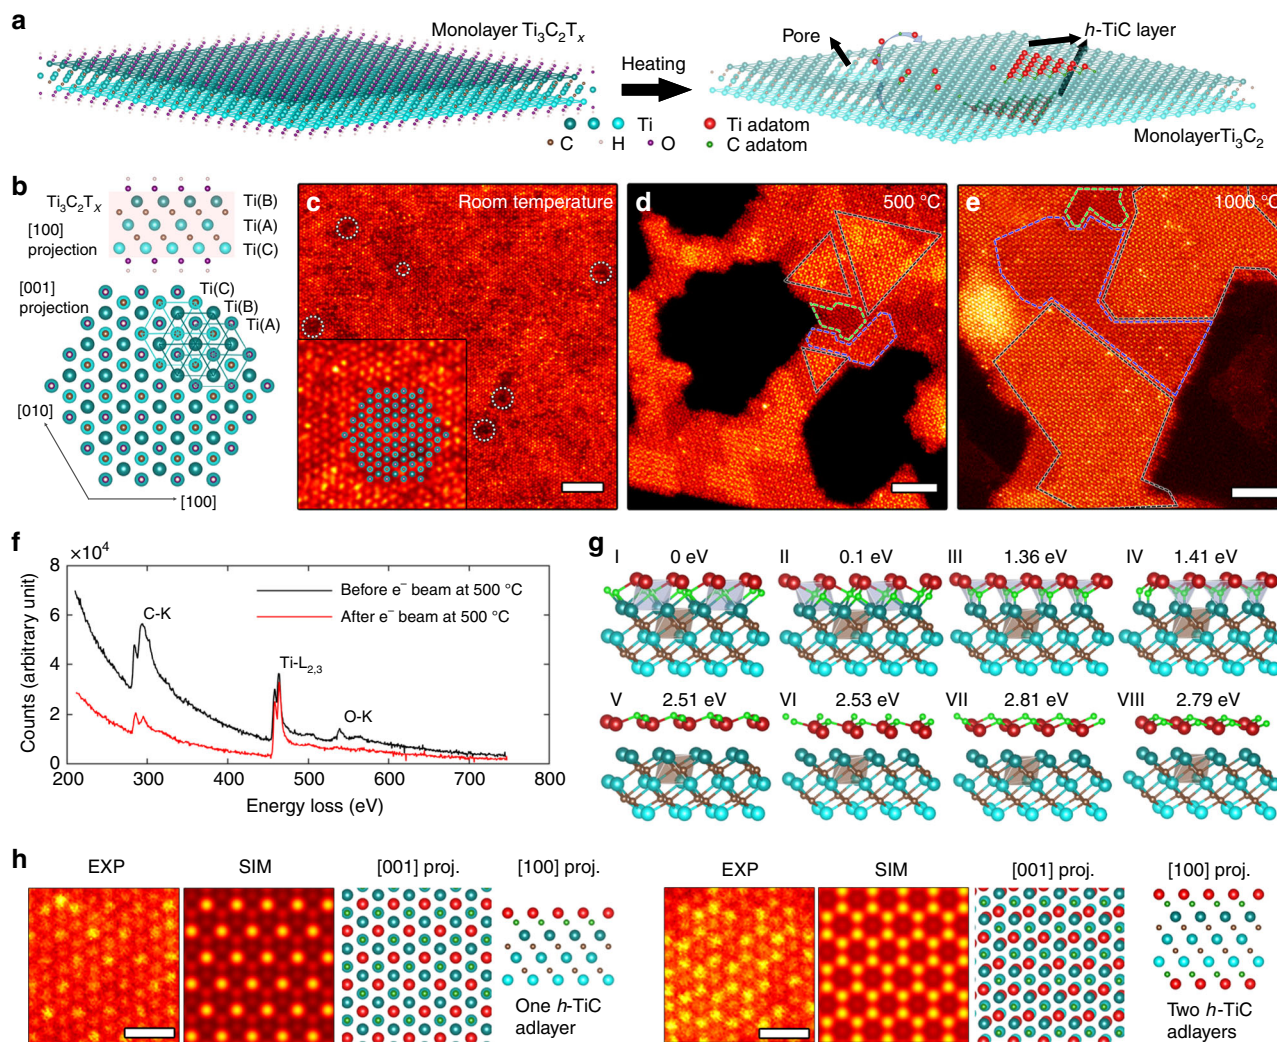 a
Monolayer Ti3C2Tx
Heating
Pore
h-TiC layer
Monolayer Ti3C2
Ti
Ti adatom
C
H
O
C adatom
b
Ti3C2Tx
Ti(B)
[100]
projection
Ti(A)
Ti(C)
[001]
projection
Ti(C)
Ti(B)
Ti(A)
[010]
[100]
c
Room temperature
d
500 °C
e
1000 °C
f
×10⁴
8
6
4
2
0
Counts (arbitrary unit)
C-K
Ti-L2,3
O-K
Before e⁻ beam at 500 °C
After e⁻ beam at 500 °C
200 300 400 500 600 700 800
Energy loss (eV)
g
I 0 eV
II 0.1 eV
III 1.36 eV
IV 1.41 eV
V 2.51 eV
VI 2.53 eV
VII 2.81 eV
VIII 2.79 eV
h
EXP SIM [001] proj. [100] proj.
One h-TiC
adlayer
EXP SIM [001] proj. [100] proj.
Two h-TiC
adlayers